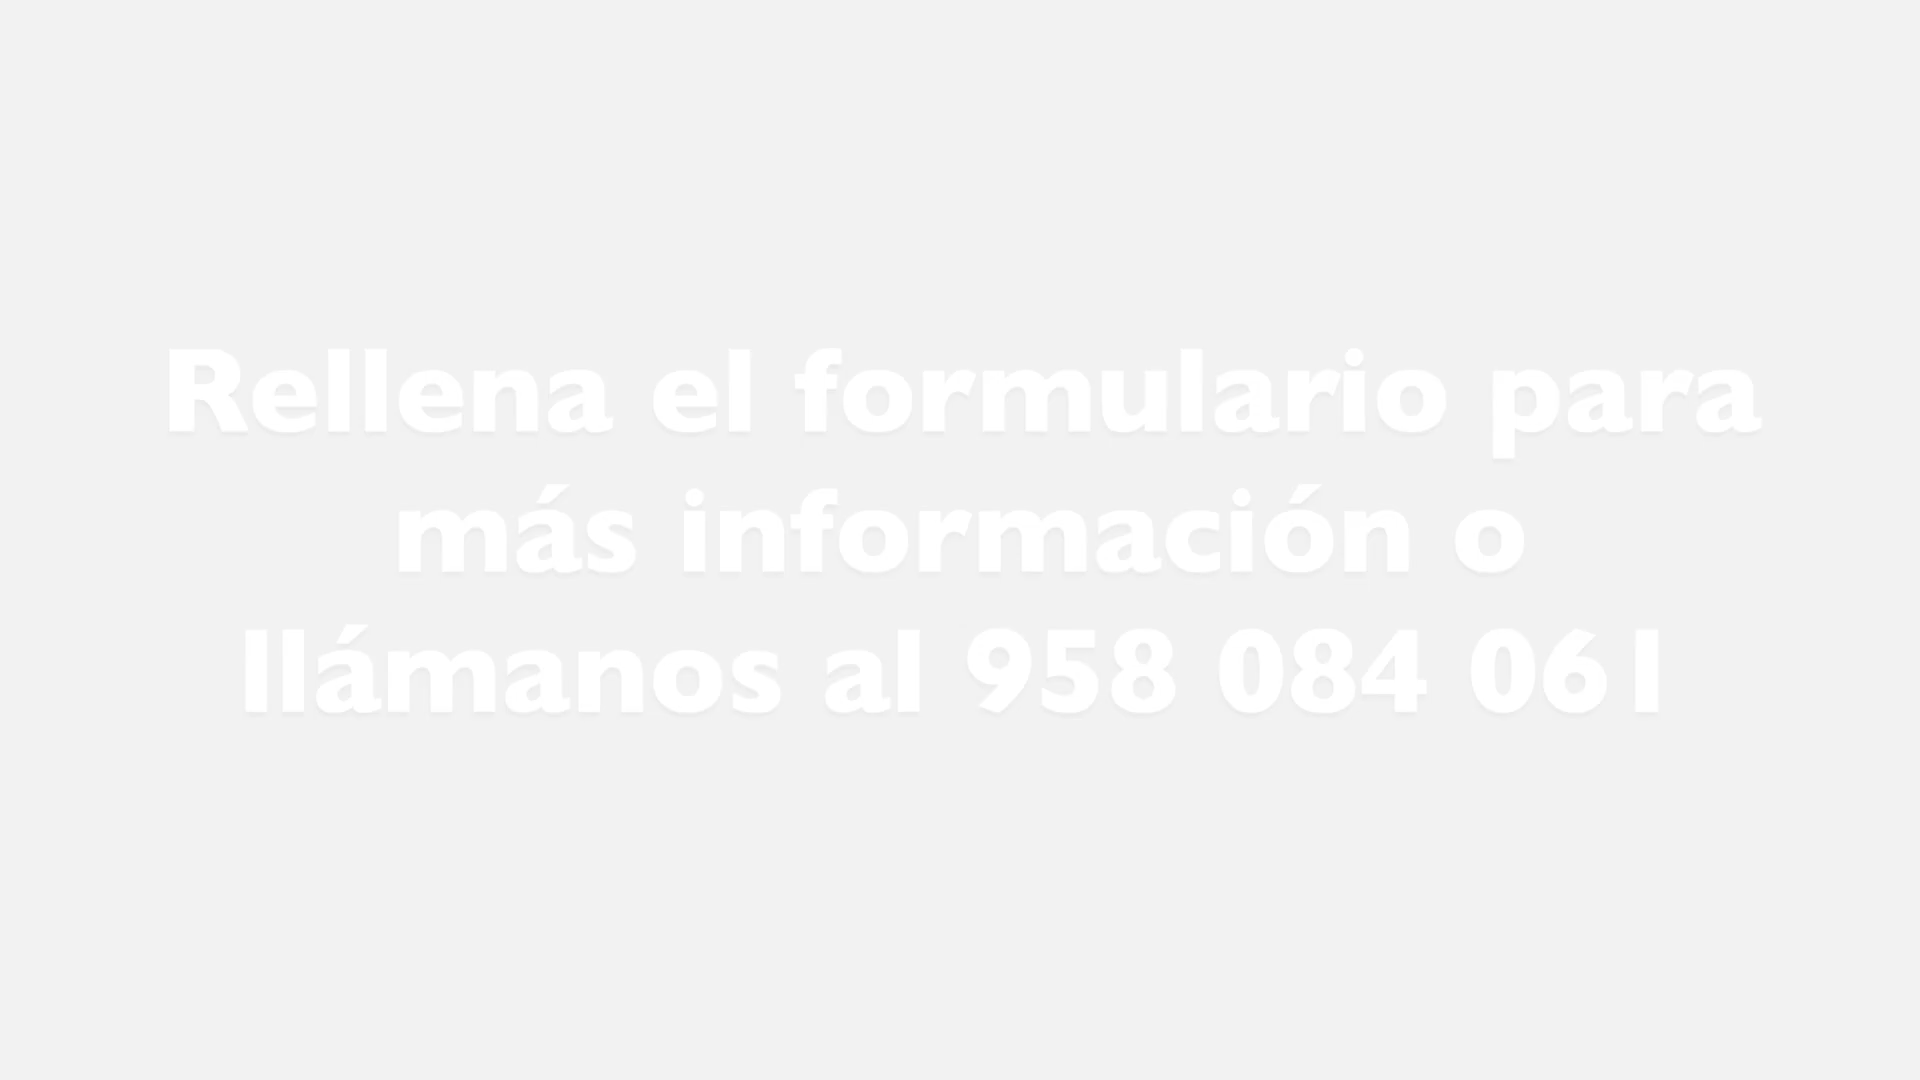 Rellena el formulario para
más información o
llámanos al 958 084 061